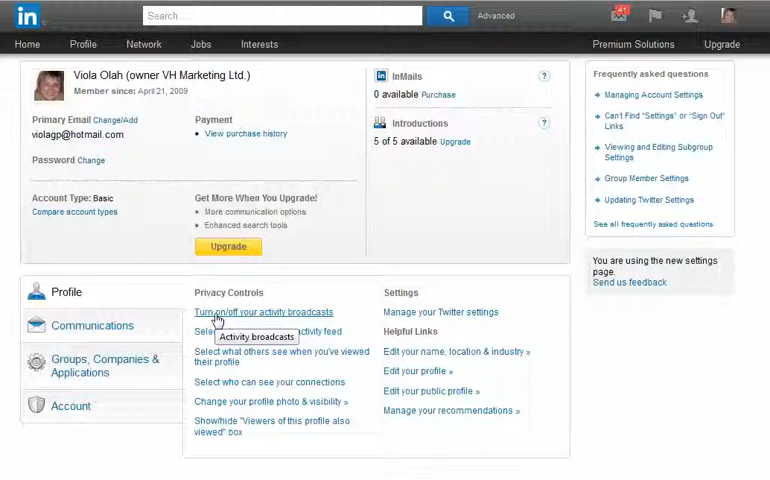 in
Search...
Advanced
41
Home
Profile
Network
Jobs
Interests
Premium Solutions
Upgrade
Viola Olah (owner VH Marketing Ltd.)
Member since: April 21, 2009
Primary Email Change/Add
violagp@hotmail.com
Password Change
Payment
View purchase history
Account Type: Basic
Compare account types
Get More When You Upgrade!
More communication options
Enhanced search tools
Upgrade
in InMails ?
0 available Purchase
Introductions ?
5 of 5 available Upgrade
Frequently asked questions
Managing Account Settings
Can't Find "Settings" or "Sign Out"
Links
Viewing and Editing Subgroup
Settings
Group Member Settings
Updating Twitter Settings
See all frequently asked questions
You are using the new settings
page.
Send us feedback
Profile
Communications
Groups, Companies &
Applications
Account
Privacy Controls
Turn on/off your activity broadcasts
activity feed
Activity broadcasts
Select what others see when you've viewed
their profile
Select who can see your connections
Change your profile photo & visibility »
Show/hide "Viewers of this profile also
viewed" box
Settings
Manage your Twitter settings
Helpful Links
Edit your name, location & industry »
Edit your profile »
Edit your public profile »
Manage your recommendations »